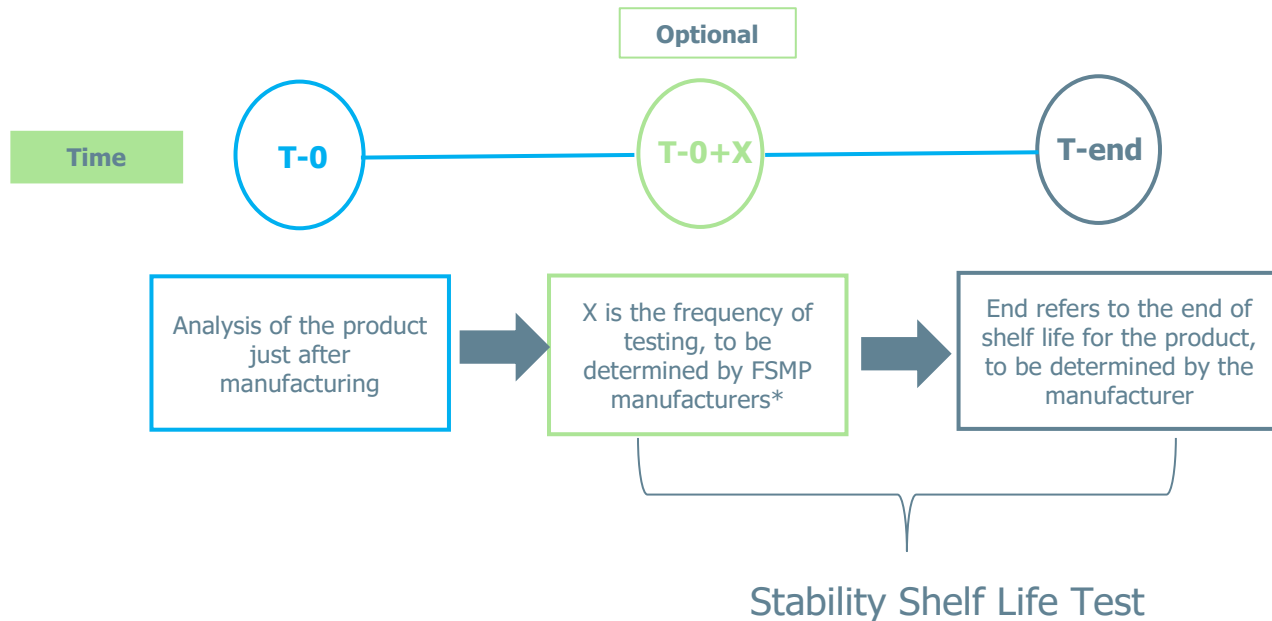 Optional
Time
T-0
T-0+X
T-end
Analysis of the product
just after
manufacturing
X is the frequency of
testing, to be
determined by FSMP
manufacturers*
End refers to the end of
shelf life for the product,
to be determined by the
manufacturer
Stability Shelf Life Test